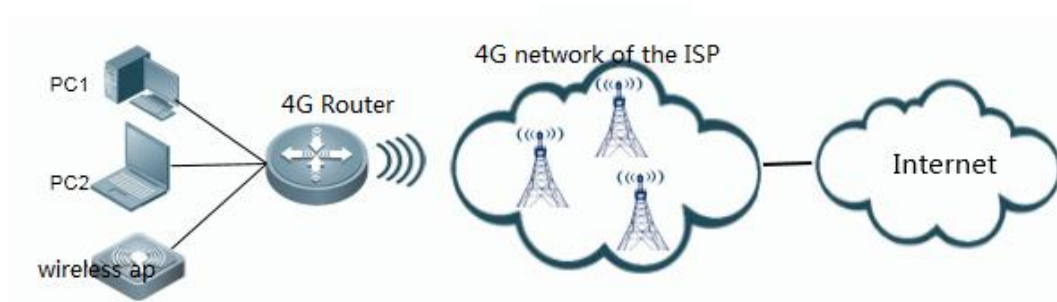 4G network of the ISP
PC1
4G Router
Internet
PC2
wireless ap